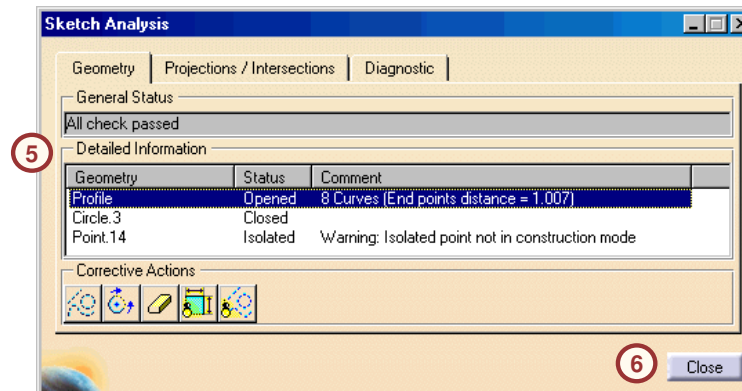 Sketch Analysis
Geometry Projections / Intersections Diagnostic
General Status
All check passed
5
Detailed Information
Geometry Status Comment
Profile Opened 8 Curves (End points distance = 1.007)
Circle.3 Closed
Point.14 Isolated Warning: Isolated point not in construction mode
Corrective Actions
6
Close